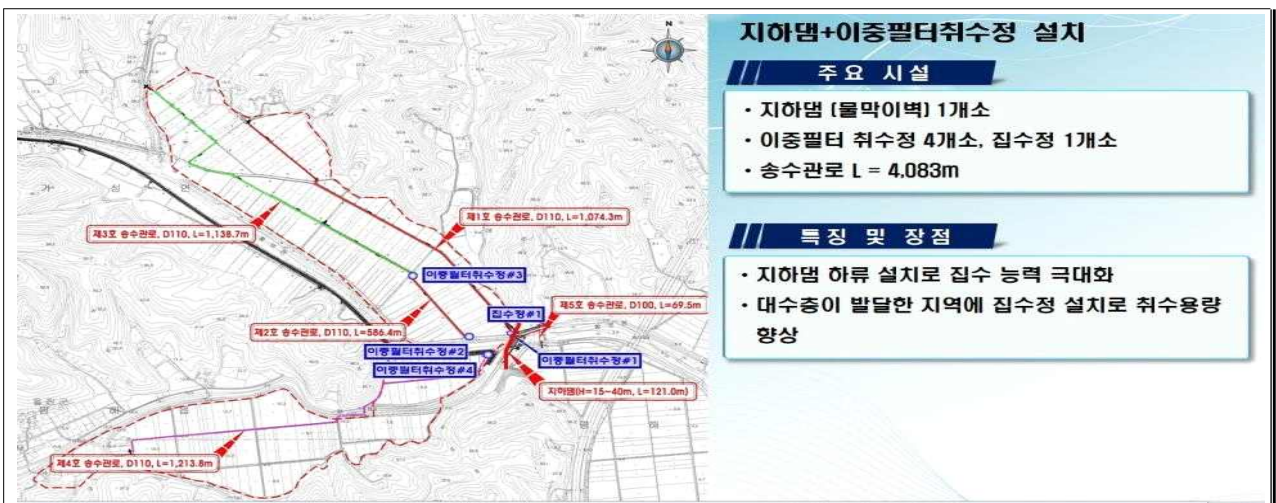 지하댐+이중필터취수정 설치
주요 시설
• 지하댐 (물막이벽) 1개소
• 이중필터 취수정 4개소, 집수정 1개소
• 송수관로 L = 4,083m
특징 및 장점
• 지하댐 하류 설치로 집수 능력 극대화
• 대수층이 발달한 지역에 집수정 설치로 취수용량
향상
N
제1호 송수관로, D110, L=1,074.3m
제3호 송수관로, D110, L=1,138.7m
이중필터취수정#3
제5호 송수관로, D100, L=69.5m
집수정#1
제2호 송수관로, D110, L=586.4m
이중필터취수정#2
이중필터취수정#1
이중필터취수정#4
지하댐(H=15~40m, L=121.0m)
제4호 송수관로, D110, L=1,213.8m